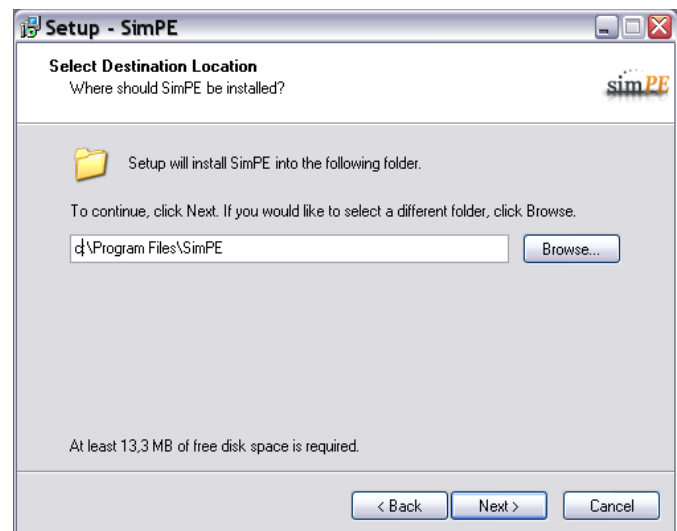 Setup - SimPE
Select Destination Location
Where should SimPE be installed?
simPE
Setup will install SimPE into the following folder.
To continue, click Next. If you would like to select a different folder, click Browse.
c:\Program Files\SimPE
Browse...
At least 13,3 MB of free disk space is required.
< Back
Next >
Cancel